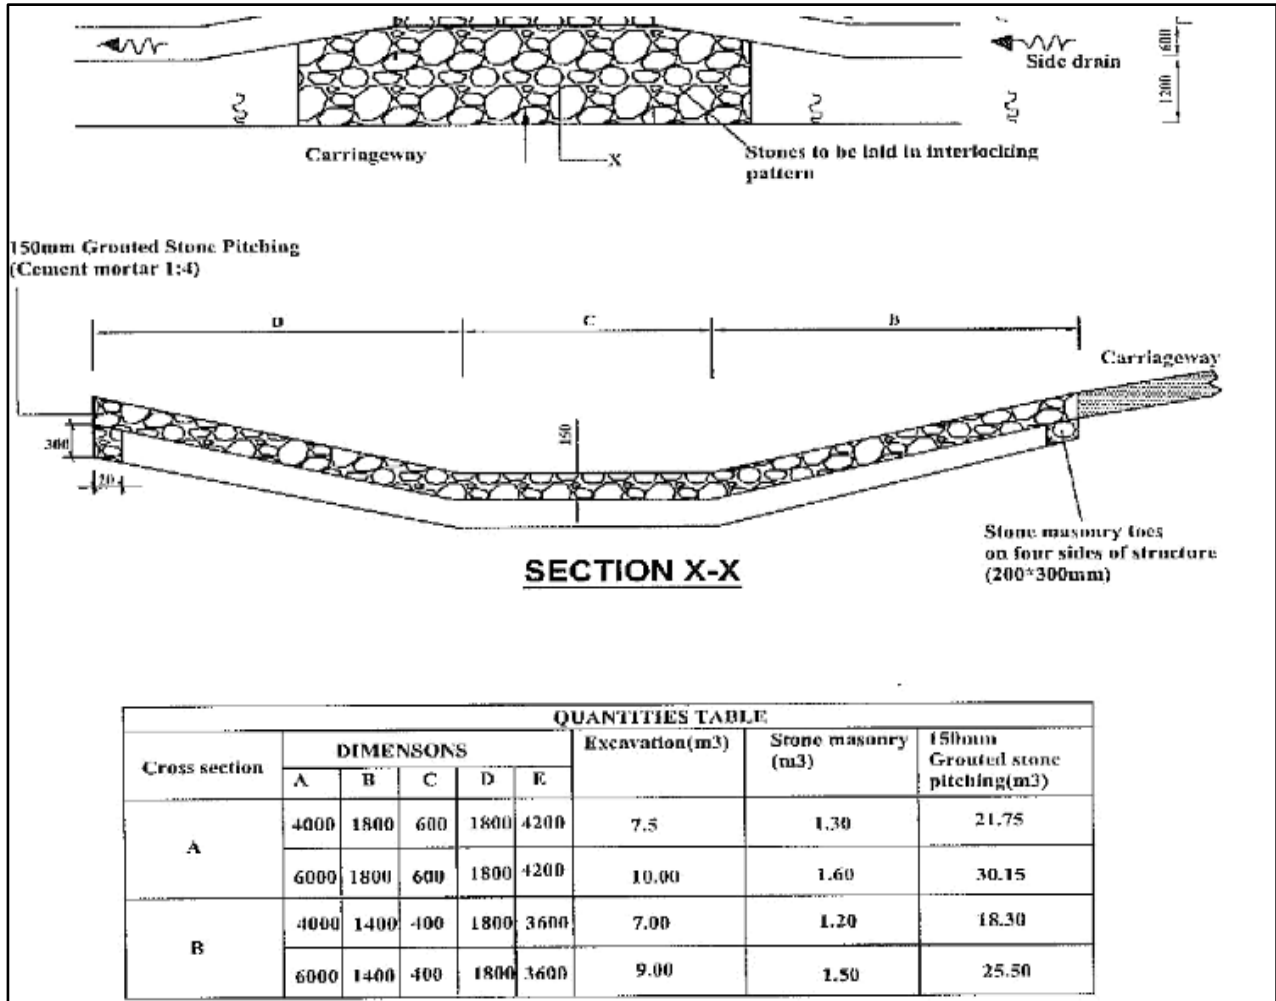 600
Side drain
1200
Carriageway
X
Stones to be laid in interlocking
pattern
150mm Grouted Stone Pitching
(Cement mortar 1:4)
D
C
B
Carriageway
300
20
150
Stone masonry toes
on four sides of structure
(200*300mm)
SECTION X-X
QUANTITIES TABLE
Cross section
DIMENSONS
Excavation(m3)
Stone masonry
(m3)
150mm
Grouted stone
pitching(m3)
A B C D E
A
4000 1800 600 1800 4200 7.5 1.30 21.75
6000 1800 600 1800 4200 10.00 1.60 30.15
B
4000 1400 400 1800 3600 7.00 1.20 18.30
6000 1400 400 1800 3600 9.00 1.50 25.50